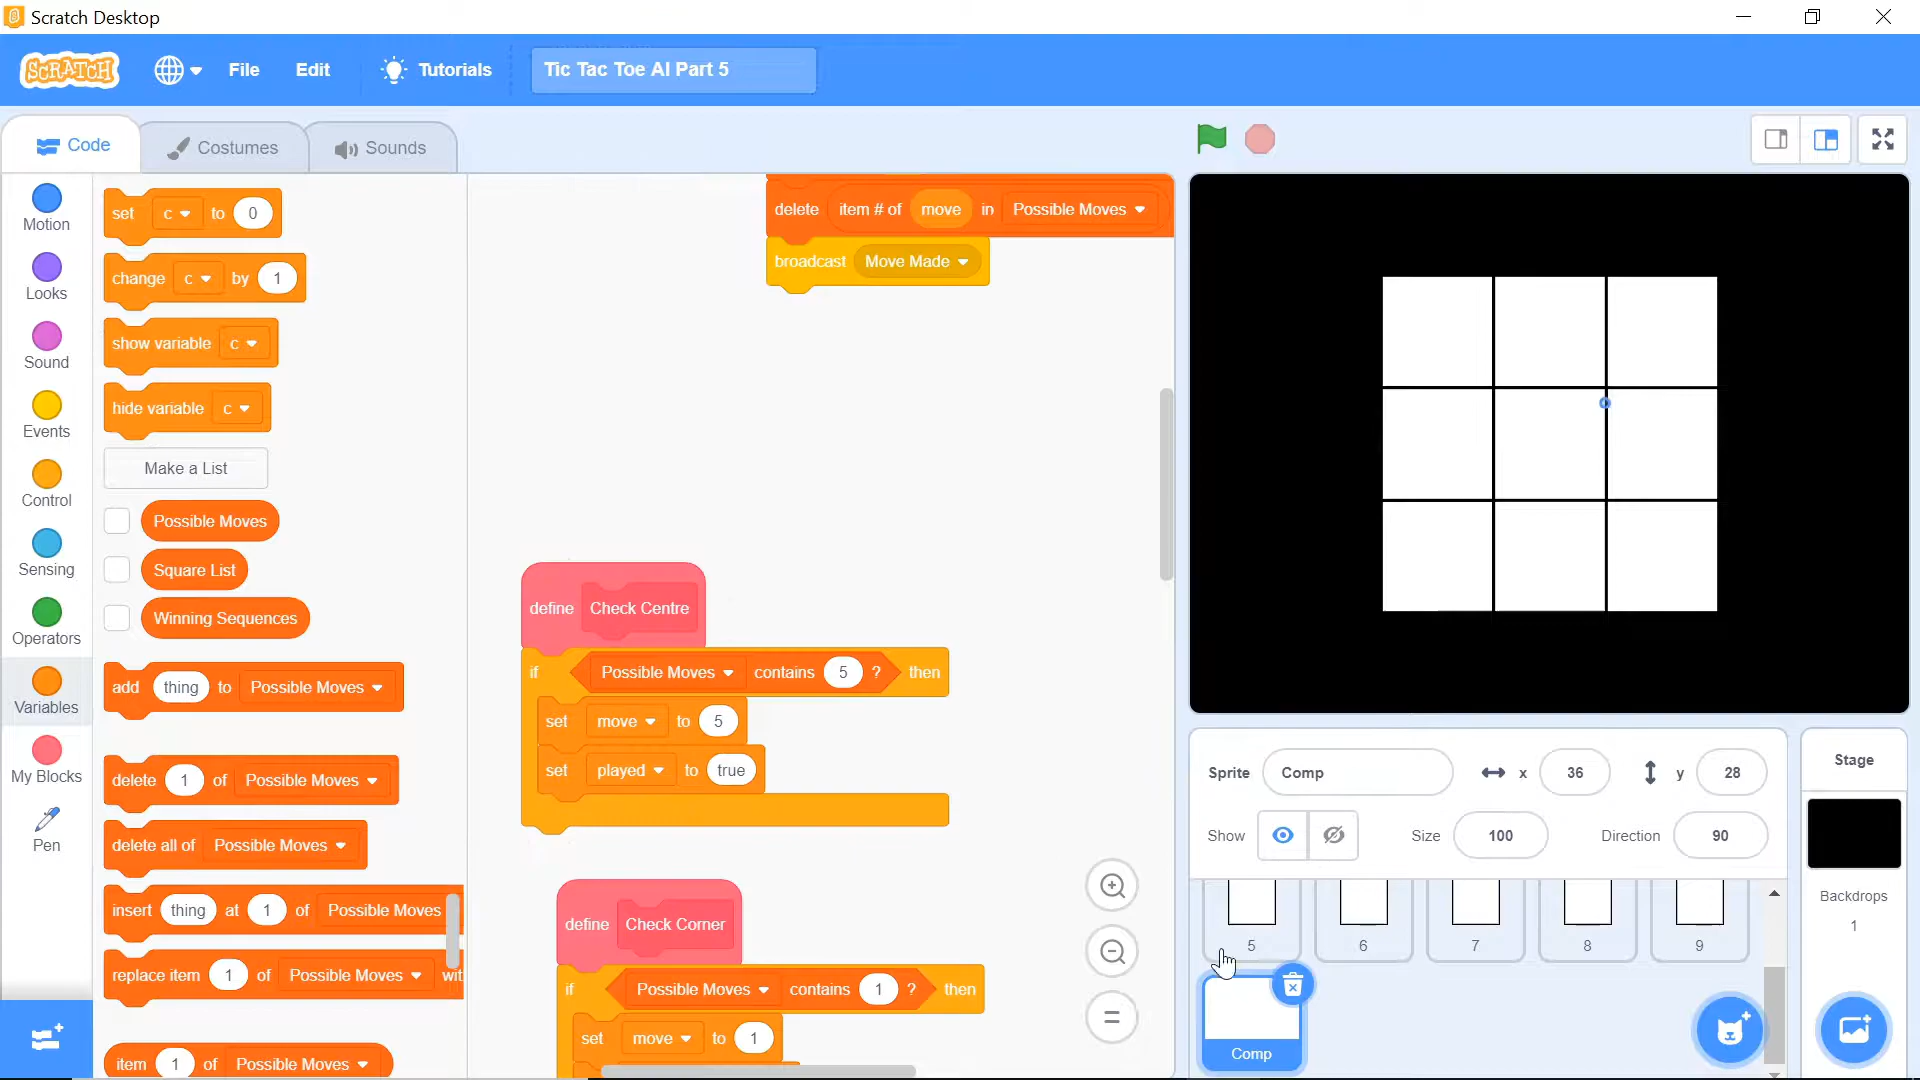 Scratch Desktop
SCRATCH
File
Edit
Tutorials
Tic Tac Toe AI Part 5
Code
Costumes
Sounds
Motion
Looks
Sound
Events
Control
Sensing
Operators
Variables
My Blocks
Pen
set c to 0
change c by 1
show variable c
hide variable c
Make a List
Possible Moves
Square List
Winning Sequences
add thing to Possible Moves
delete 1 of Possible Moves
delete all of Possible Moves
insert thing at 1 of Possible Moves
replace item 1 of Possible Moves wit
item 1 of Possible Moves
delete item # of move in Possible Moves
broadcast Move Made
define Check Centre
if Possible Moves contains 5 ? then
set move to 5
set played to true
define Check Corner
if Possible Moves contains 1 ? then
set move to 1
Sprite Comp x 36 y 28
Show Size 100 Direction 90
5 6 7 8 9
Comp
Stage
Backdrops
1